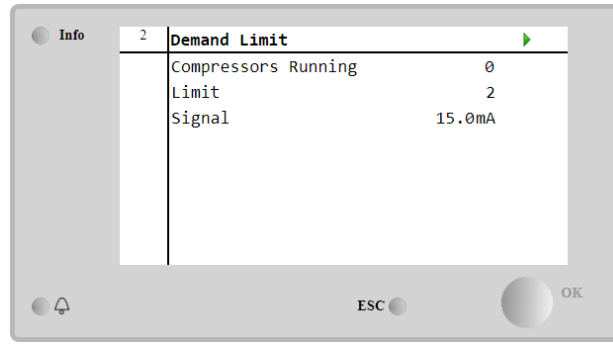 Info
2 Demand Limit
Compressors Running 0
Limit 2
Signal 15.0mA
ESC OK